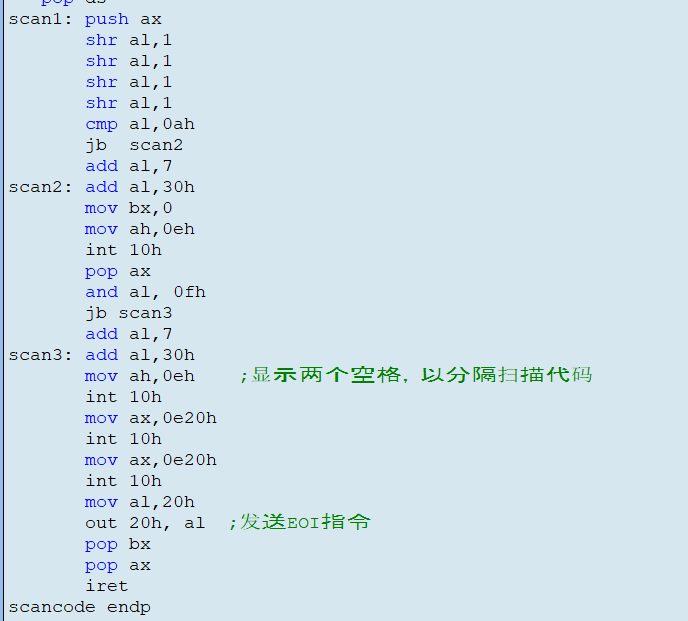 pop ds
scan1: push ax
shr al,1
shr al,1
shr al,1
shr al,1
cmp al,0ah
jb  scan2
add al,7
scan2: add al,30h
mov bx,0
mov ah,0eh
int 10h
pop ax
and al, 0fh
jb scan3
add al,7
scan3: add al,30h
mov ah,0eh    ;显示两个空格，以分隔扫描代码
int 10h
mov ax,0e20h
int 10h
mov ax,0e20h
int 10h
mov al,20h
out 20h, al  ;发送EOI指令
pop bx
pop ax
iret
scancode endp